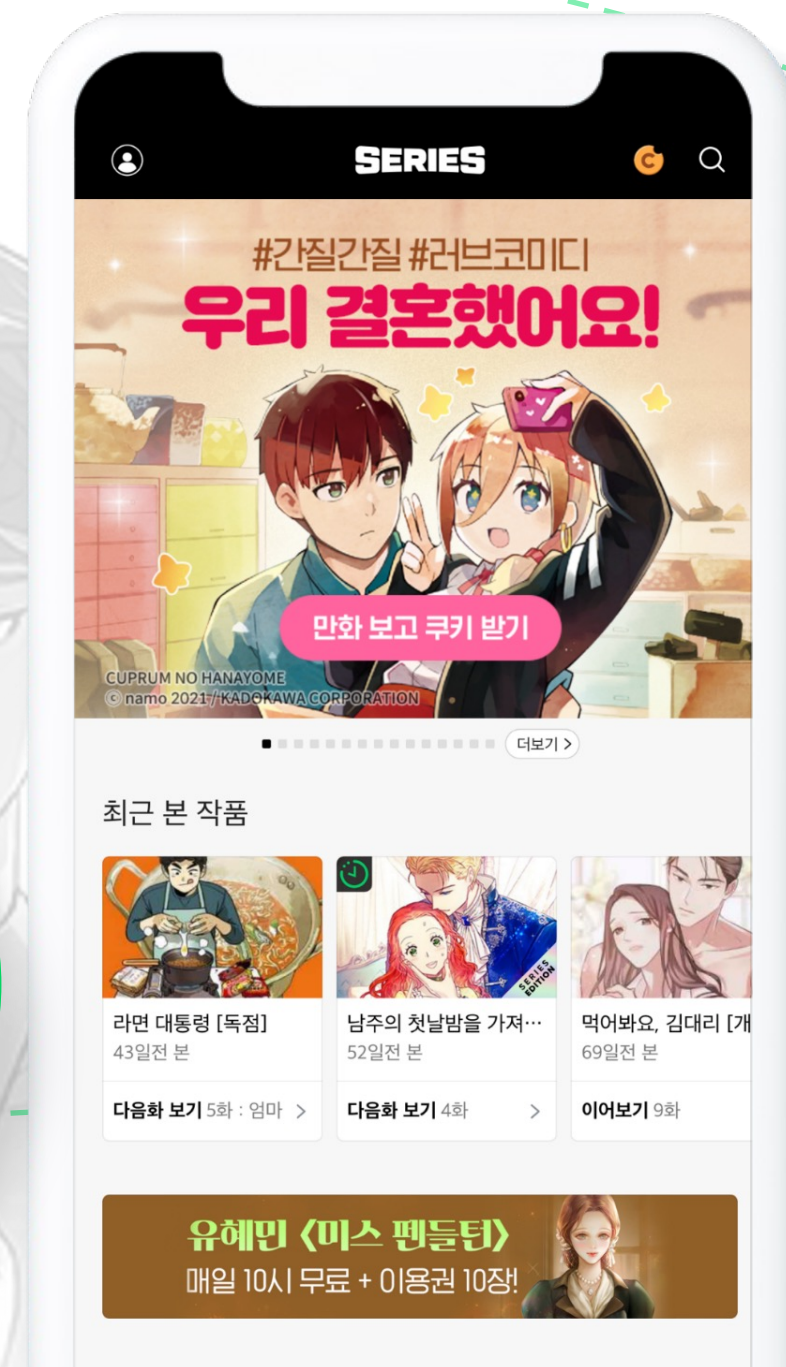 SERIES
C
#간질간질 #러브코미디
우리 결혼했어요!
만화 보고 쿠키 받기
CUPRUM NO HANAYOME
© namo 2021 / KADOKAWA CORPORATION
더보기 >
최근 본 작품
SERIES EDITION
라면 대통령 [독점]
43일전 본
다음화 보기 5화 : 엄마 >
남주의 첫날밤을 가져…
52일전 본
다음화 보기 4화 >
먹어봐요, 김대리 [개
69일전 본
이어보기 9화
유혜민 〈미스 펜들턴〉
매일 10시 무료 + 이용권 10장!